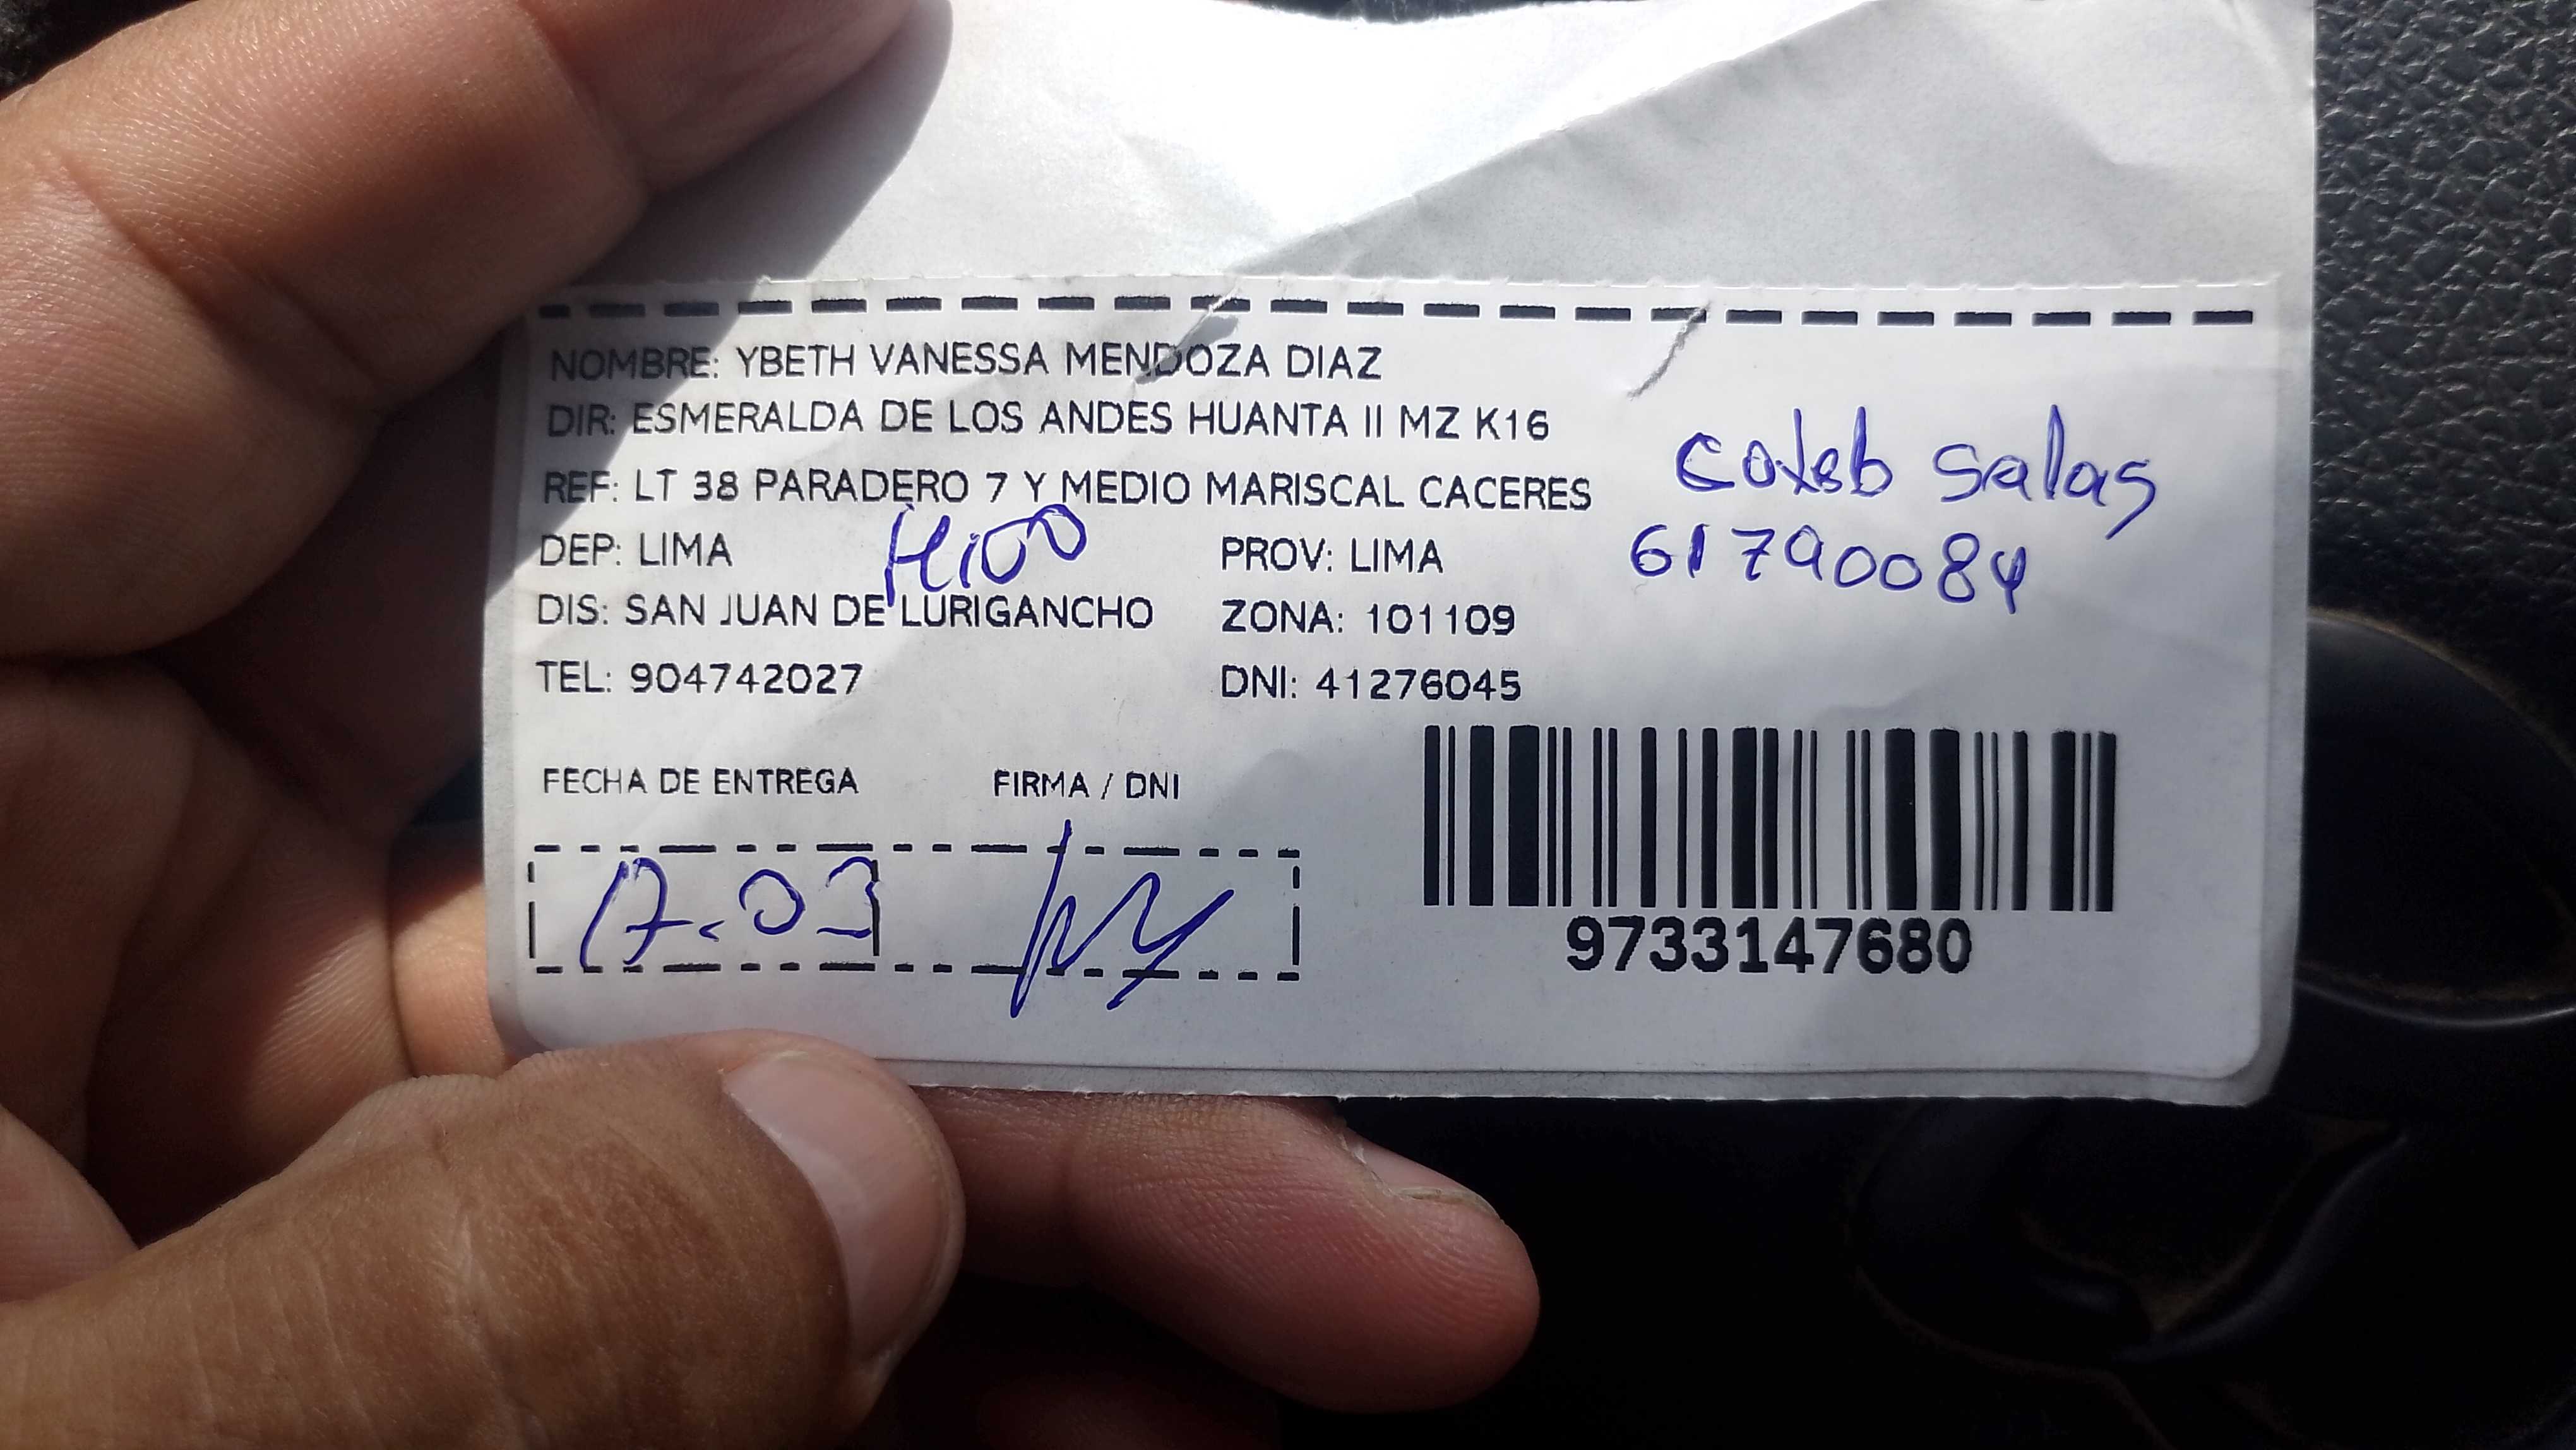 NOMBRE: YBETH VANESSA MENDOZA DIAZ
DIR: ESMERALDA DE LOS ANDES HUANTA II MZ K16
REF: LT 38 PARADERO 7 Y MEDIO MARISCAL CACERES
DEP: LIMA
PROV: LIMA
DIS: SAN JUAN DE LURIGANCHO
ZONA: 101109
TEL: 904742027
DNI: 41276045
Caleb Salas
61790084
Hijo
FECHA DE ENTREGA
FIRMA / DNI
17.03
9733147680